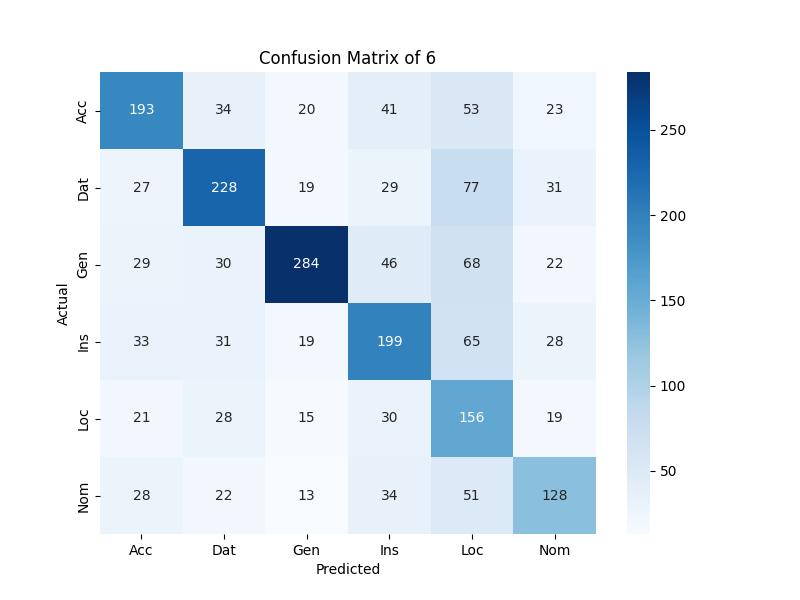 Confusion Matrix of 6
Acc 193 34 20 41 53 23
Dat 27 228 19 29 77 31
Gen 29 30 284 46 68 22
Ins 33 31 19 199 65 28
Loc 21 28 15 30 156 19
Nom 28 22 13 34 51 128
Acc Dat Gen Ins Loc Nom
Predicted
Actual
250
200
150
100
50